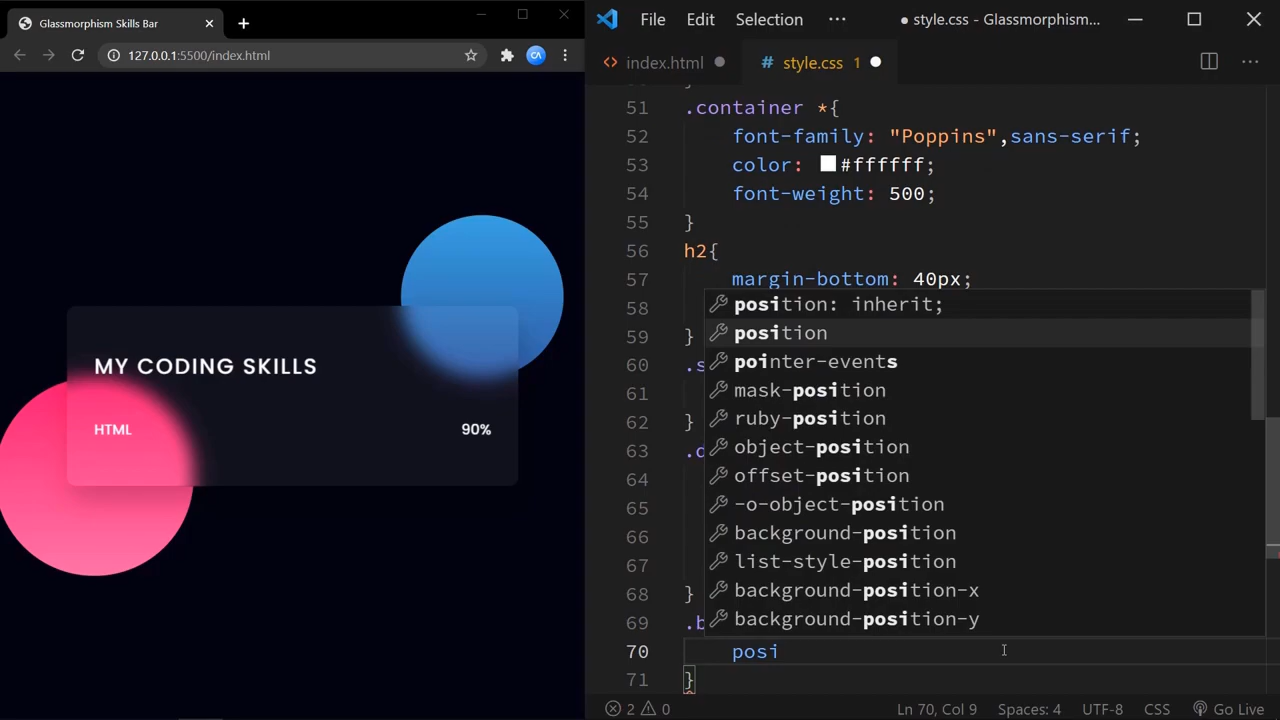 Glassmorphism Skills Bar
127.0.0.1:5500/index.html
MY CODING SKILLS
HTML 90%
File Edit Selection ··· ● style.css - Glassmorphism...
index.html
# style.css 1
51 .container *{
52 font-family: "Poppins",sans-serif;
53 color: #ffffff;
54 font-weight: 500;
55 }
56 h2{
57 margin-bottom: 40px;
58
59 }
60 .s
61
62 }
63 .d
64
65
66
67
68 }
69 .b
70 posi
71 }
position: inherit;
position
pointer-events
mask-position
ruby-position
object-position
offset-position
-o-object-position
background-position
list-style-position
background-position-x
background-position-y
2 0 Ln 70, Col 9 Spaces: 4 UTF-8 CSS Go Live